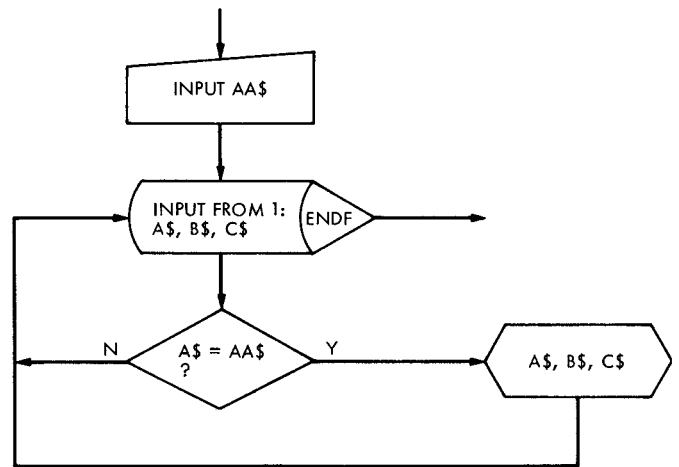 INPUT AA$
INPUT FROM 1:
A$, B$, C$
ENDF
N
A$ = AA$
?
Y
A$, B$, C$